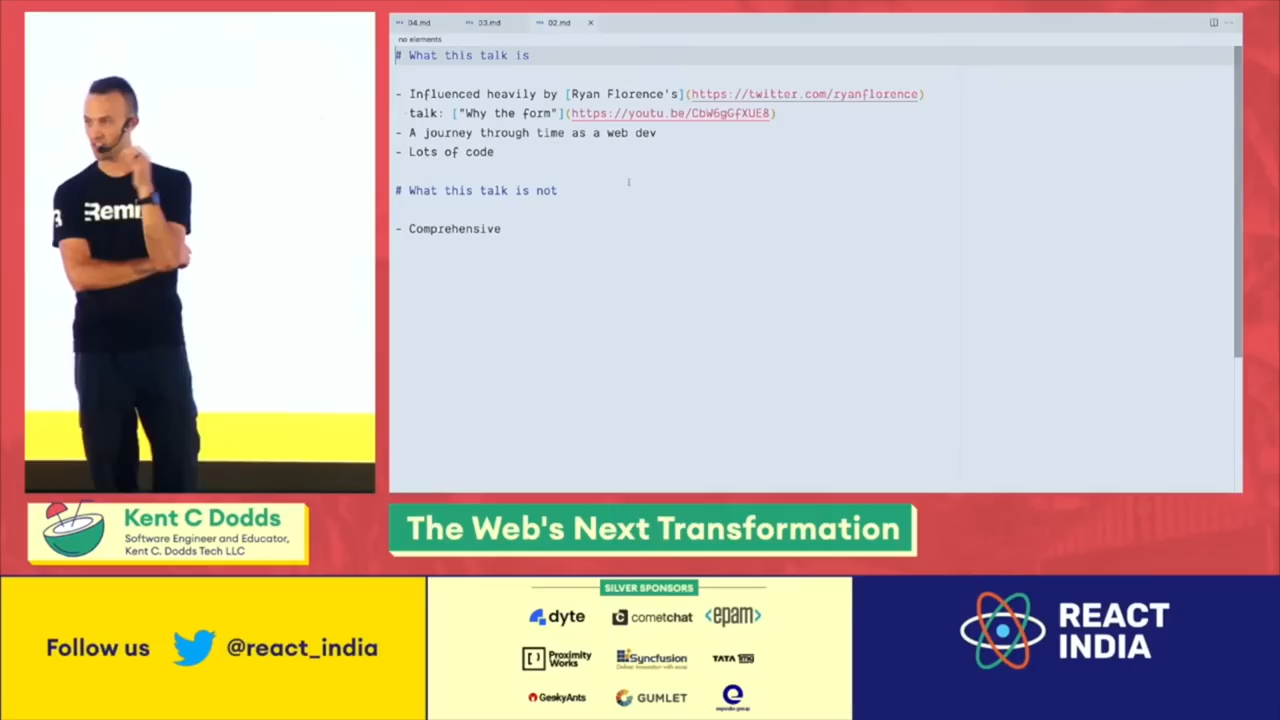 04.md
03.md
02.md
no elements
# What this talk is
- Influenced heavily by [Ryan Florence's](https://twitter.com/ryanflorence)
talk: ["Why the form"](https://youtu.be/CbW6gGfXUE8)
- A journey through time as a web dev
- Lots of code
# What this talk is not
- Comprehensive
Remi
Kent C Dodds
Software Engineer and Educator,
Kent C. Dodds Tech LLC
The Web's Next Transformation
Follow us @react_india
SILVER SPONSORS
dyte cometchat <epam>
Proximity Works Syncfusion TATA
GeekyAnts GUMLET expedia group
REACT
INDIA